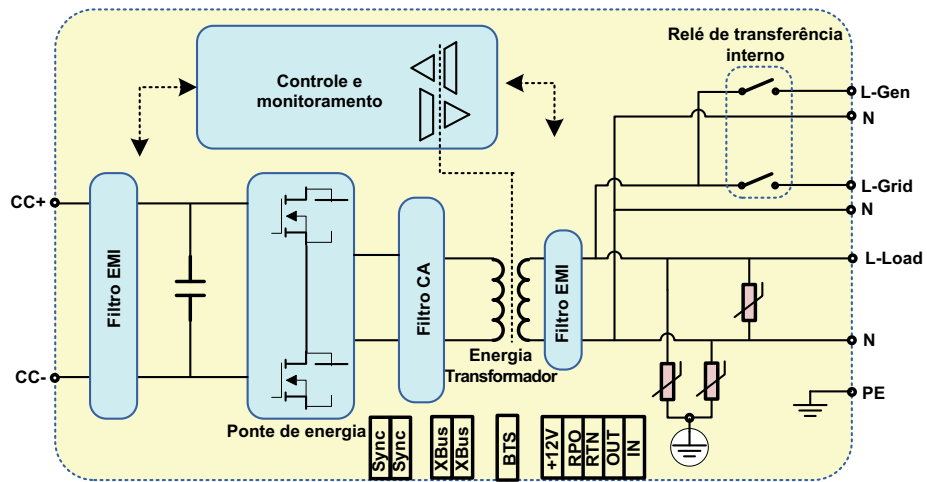 Relé de transferência
interno
Controle e
monitoramento
L-Gen
N
L-Grid
N
CC+
Filtro EMI
Filtro CA
Filtro EMI
L-Load
N
CC-
Energia
Transformador
PE
Ponte de energia
Sync
Sync
XBus
XBus
BTS
+12V
RPO
RTN
OUT
IN